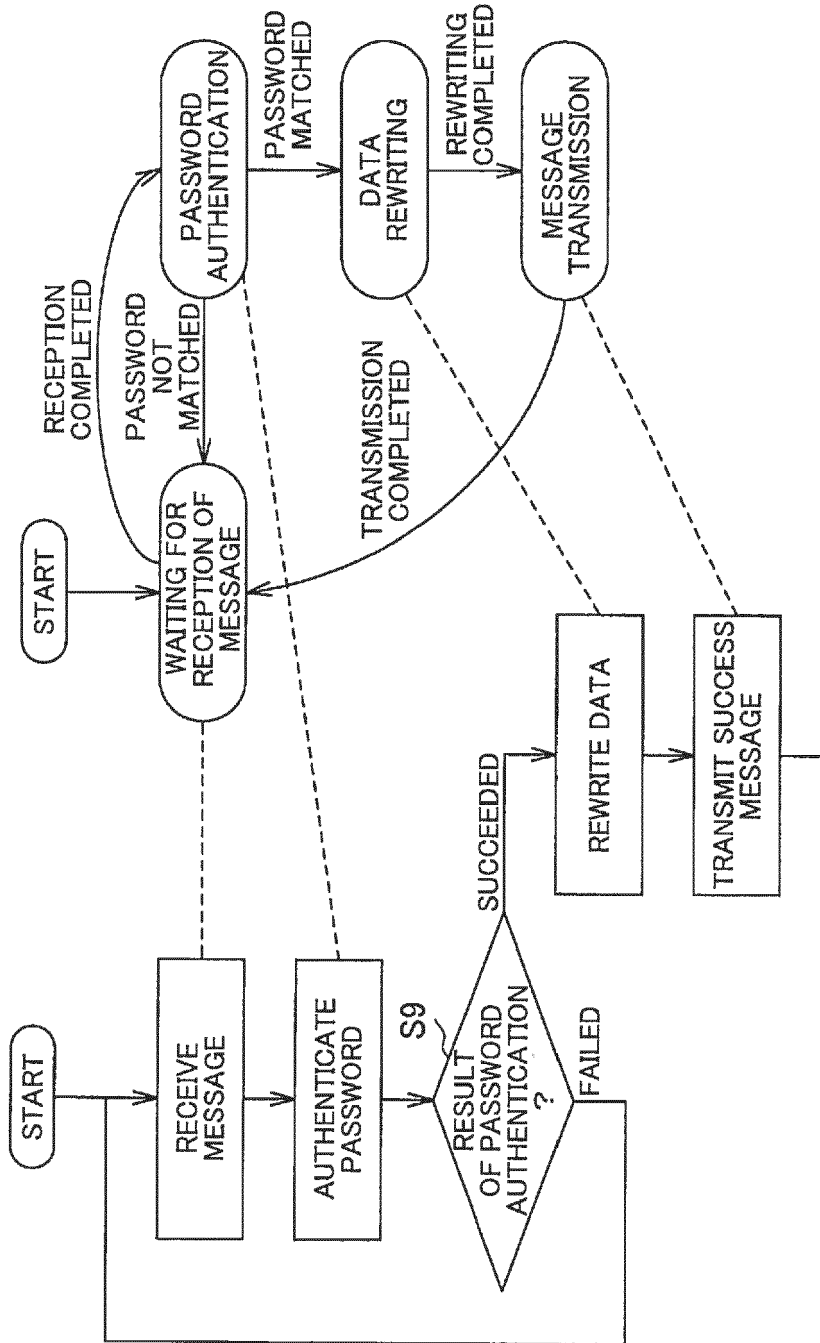 START
RECEIVE
MESSAGE
AUTHENTICATE
PASSWORD
S9
RESULT
OF PASSWORD
AUTHENTICATION
?
SUCCEEDED
FAILED
REWRITE DATA
TRANSMIT SUCCESS
MESSAGE
START
WAITING FOR
RECEPTION OF
MESSAGE
RECEPTION
COMPLETED
PASSWORD
NOT
MATCHED
PASSWORD
AUTHENTICATION
PASSWORD
MATCHED
DATA
REWRITING
REWRITING
COMPLETED
MESSAGE
TRANSMISSION
TRANSMISSION
COMPLETED